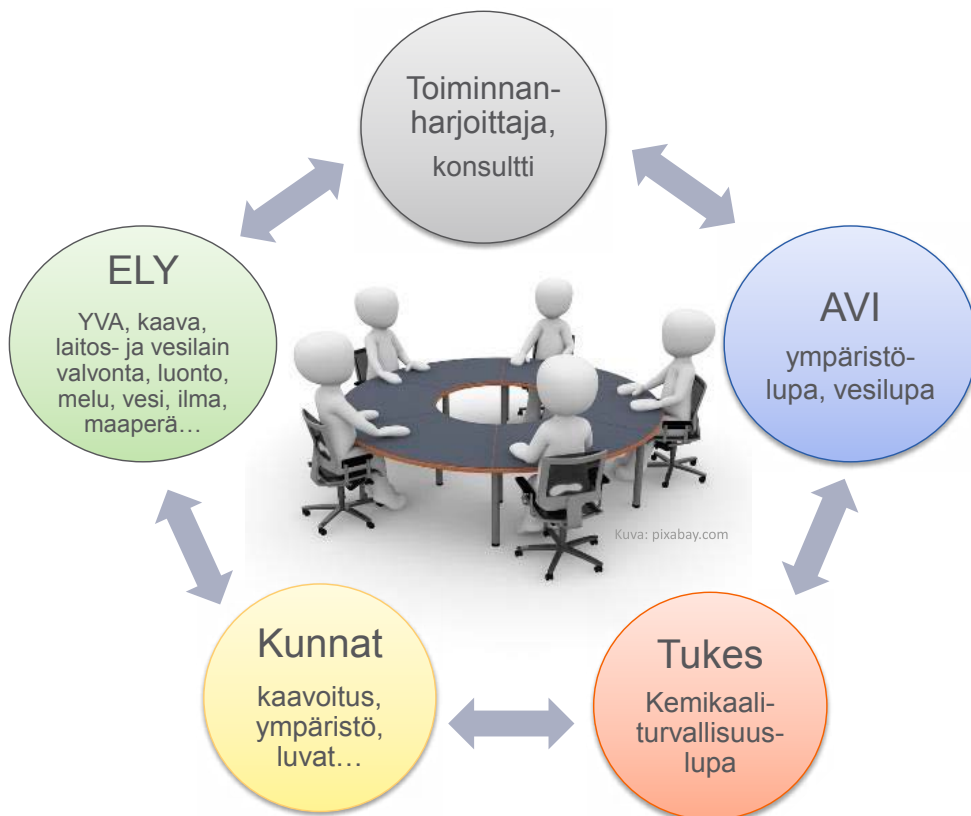 Toiminnan-
harjoittaja,
konsultti
ELY
YVA, kaava,
laitos- ja vesilain
valvonta, luonto,
melu, vesi, ilma,
maaperä…
AVI
ympäristö-
lupa, vesilupa
Kuva: pixabay.com
Kunnat
kaavoitus,
ympäristö,
luvat…
Tukes
Kemikaali-
turvallisuus-
lupa